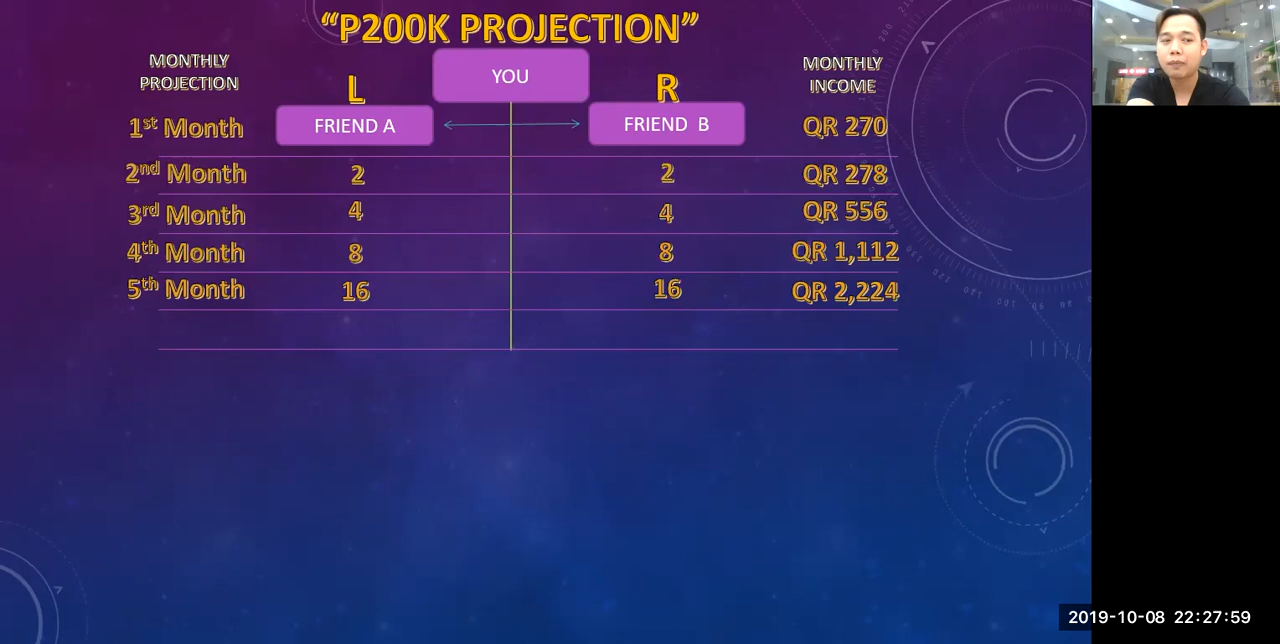 “P200K PROJECTION”
MONTHLY
PROJECTION
L
YOU
R
MONTHLY
INCOME
1st Month
FRIEND A
FRIEND B
QR 270
2nd Month
2
2
QR 278
3rd Month
4
4
QR 556
4th Month
8
8
QR 1,112
5th Month
16
16
QR 2,224
2019-10-08 22:27:59